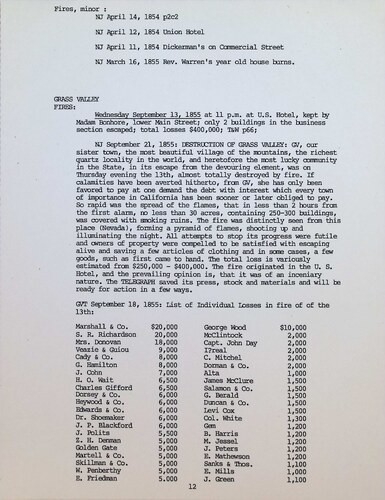 Fires, minor :
NJ April 14, 1854 p2c2
NJ April 12, 1854 Union Hotel
NJ April 11, 1854 Dickerman's on Commercial Street
NJ March 16, 1855 Rev. Warren's year old house burns.
GRASS VALLEY
FIRES:
Wednesday September 13, 1855 at 11 p.m. at U.S. Hotel, kept by
Madam Bonhore, lower Main Street; only 2 buildings in the business
section escaped; total losses $400,000; T&W p66;
NJ September 21, 1855: DESTRUCTION OF GRASS VALLEY: GV, our
sister town, the most beautiful village of the mountains, the richest
quartz locality in the world, and heretofore the most lucky community
in the State, in its escape from the devouring element, was on
Thursday evening the 13th, almost totally destroyed by fire. If
calamities have been averted hitherto, from GV, she has only been
favored to pay at one demand the debt with interest which every town
of importance in California has been sooner or later obliged to pay.
So rapid was the spread of the flames, that in less than 2 hours from
the first alarm, no less than 30 acres, containing 250-300 buildings,
was covered with smoking ruins. The fire was distinctly seen from this
place (Nevada), forming a pyramid of flames, shooting up and
illuminating the night. All attempts to stop its progress were futile
and owners of property were compelled to be satisfied with escaping
alive and saving a few articles of clothing and in some cases, a few
goods, such as first came to hand. The total loss is variously
estimated from $250,000 - $400,000. The fire originated in the U. S.
Hotel, and the prevailing opinion is, that it was of an inceniary
nature. The TELEGRAPH saved its press, stock and materials and will be
ready for action in a few ways.
GVT September 18, 1855: List of Individual Losses in fire of of the
13th:
Marshall & Co. $20,000 George Wood $10,000
S. R. Richardson 20,000 McClintock 2,000
Mrs. Donovan 18,000 Capt. John Day 2,000
Veazie & Guiou 9,000 I?real 2,000
Cady & Co. 8,000 C. Mitchel 2,000
G. Hamilton 8,000 Dorman & Co. 2,000
J. Cohn 7,000 Alta 1,000
H. O. Wait 6,500 James McClure 1,500
Charles Gifford 6,500 Salamon & Co. 1,500
Dorsey & Co. 6,000 G. Berald 1,500
Heywood & Co. 6,000 Duncan & Co. 1,500
Edwards & Co. 6,000 Levi Cox 1,500
Dr. Shoemaker 6,000 Col. White 1,300
J. P. Blackford 6,000 Gem 1,200
J. Polits 5,500 B. Harris 1,200
Z. H. Denman 5,000 M. Jessel 1,200
Golden Gate 5,000 J. Peters 1,200
Martell & Co. 5,000 E. Mathewson 1,200
Skillman & Co. 5,000 Sanks & Thos. 1,100
W. Penberthy 5,000 E. Mills 1,000
E. Friedman 5.000 J. Green 1,100
12